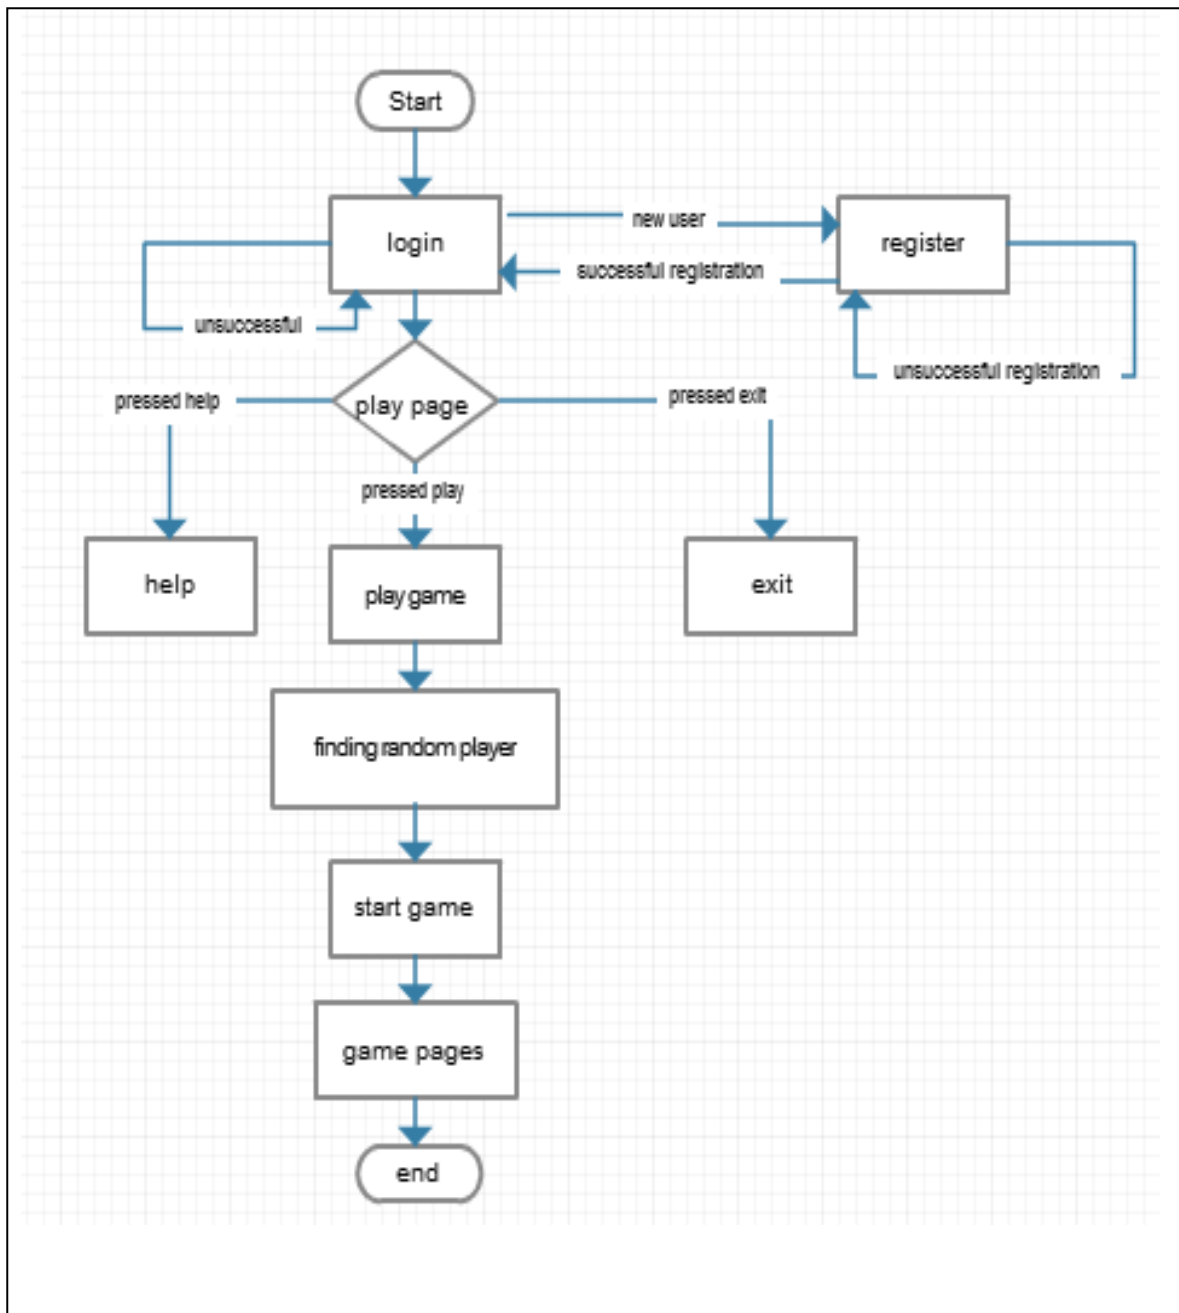 Start
login
new user
register
successful registration
unsuccessful
unsuccessful registration
pressed help
play page
pressed exit
pressed play
help
play game
exit
finding random player
start game
game pages
end